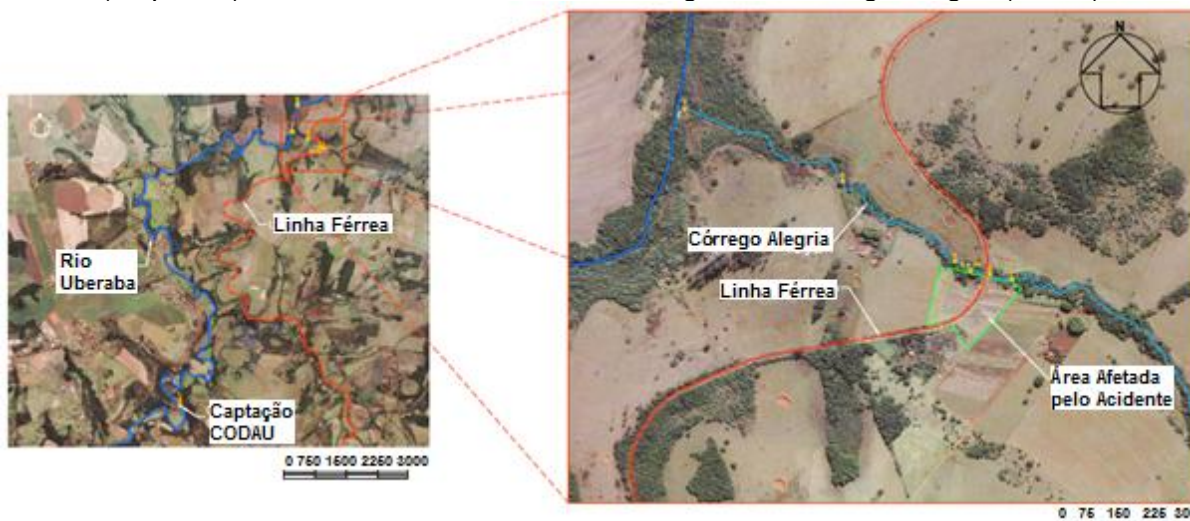 N
Linha Férrea
Rio
Uberaba
Captação
CODAU
0 750 1500 2250 3000
Córrego Alegria
Linha Férrea
Área Afetada
pelo Acidente
0 75 150 225 30